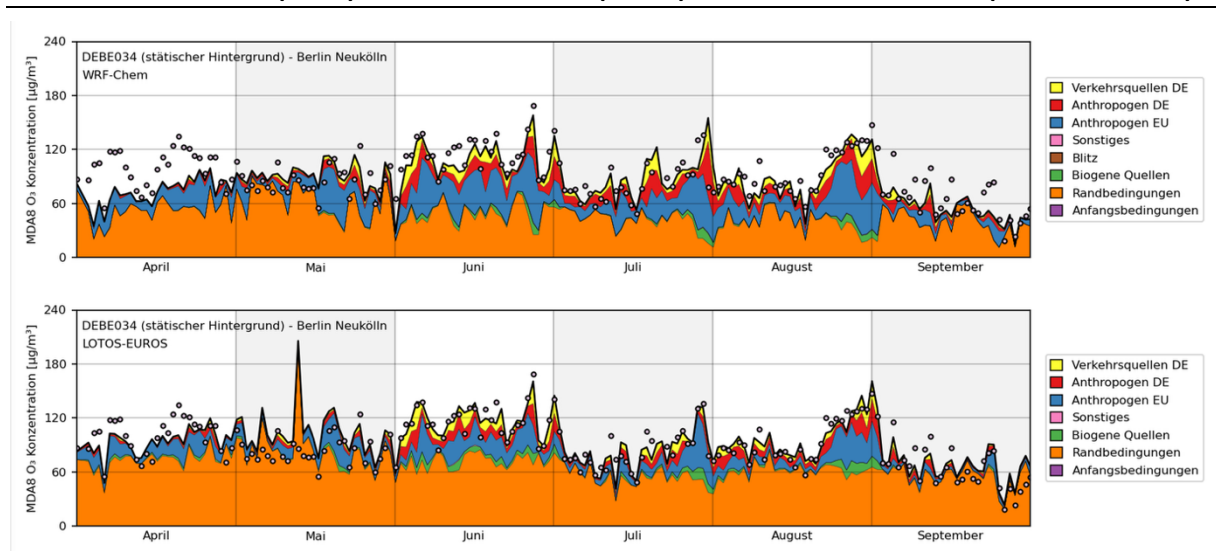 240
180
120
60
0
MDA8 O₃ Konzentration [µg/m³]
DEBE034 (stätischer Hintergrund) - Berlin Neukölln
WRF-Chem
April
Mai
Juni
Juli
August
September
Verkehrsquellen DE
Anthropogen DE
Anthropogen EU
Sonstiges
Blitz
Biogene Quellen
Randbedingungen
Anfangsbedingungen
240
180
120
60
0
MDA8 O₃ Konzentration [µg/m³]
DEBE034 (stätischer Hintergrund) - Berlin Neukölln
LOTOS-EUROS
April
Mai
Juni
Juli
August
September
Verkehrsquellen DE
Anthropogen DE
Anthropogen EU
Sonstiges
Blitz
Biogene Quellen
Randbedingungen
Anfangsbedingungen